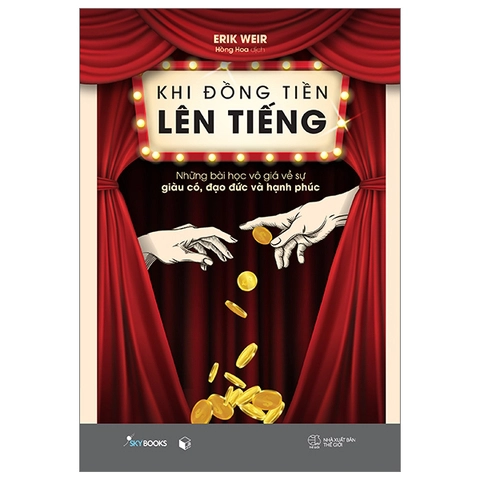 ERIK WEIR
Hồng Hoa dịch
KHI ĐỒNG TIỀN
LÊN TIẾNG
Những bài học vô giá về sự
giàu có, đạo đức và hạnh phúc
SKYBOOKS
NHÀ XUẤT BẢN
THẾ GIỚI